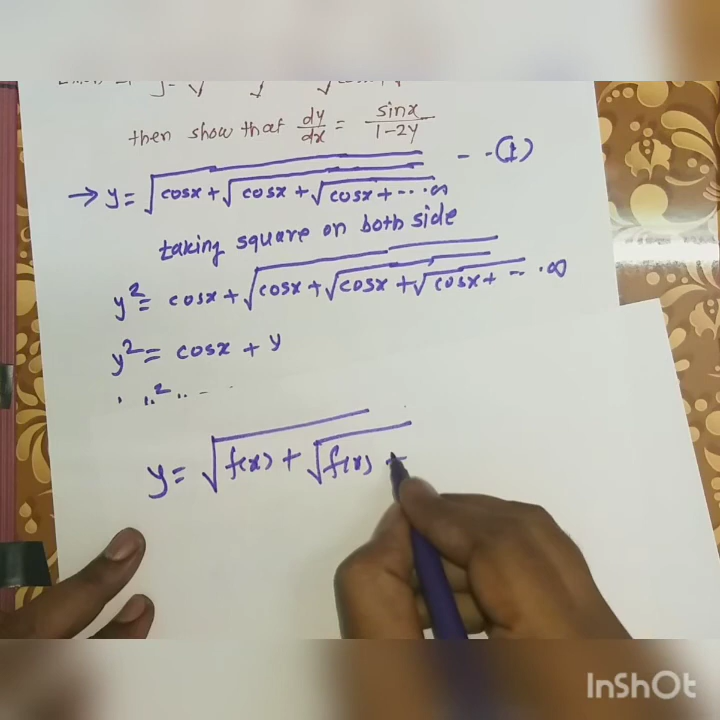 then show that dy/dx = sinx/1-2y
→ y = √cosx + √cosx + √cosx + ... ∞ - - (1)
taking square on both side
y² = cosx + √cosx + √cosx + √cosx + - . ∞
y² = cosx + y
y = √f(x) + √f(x) +
InShOt